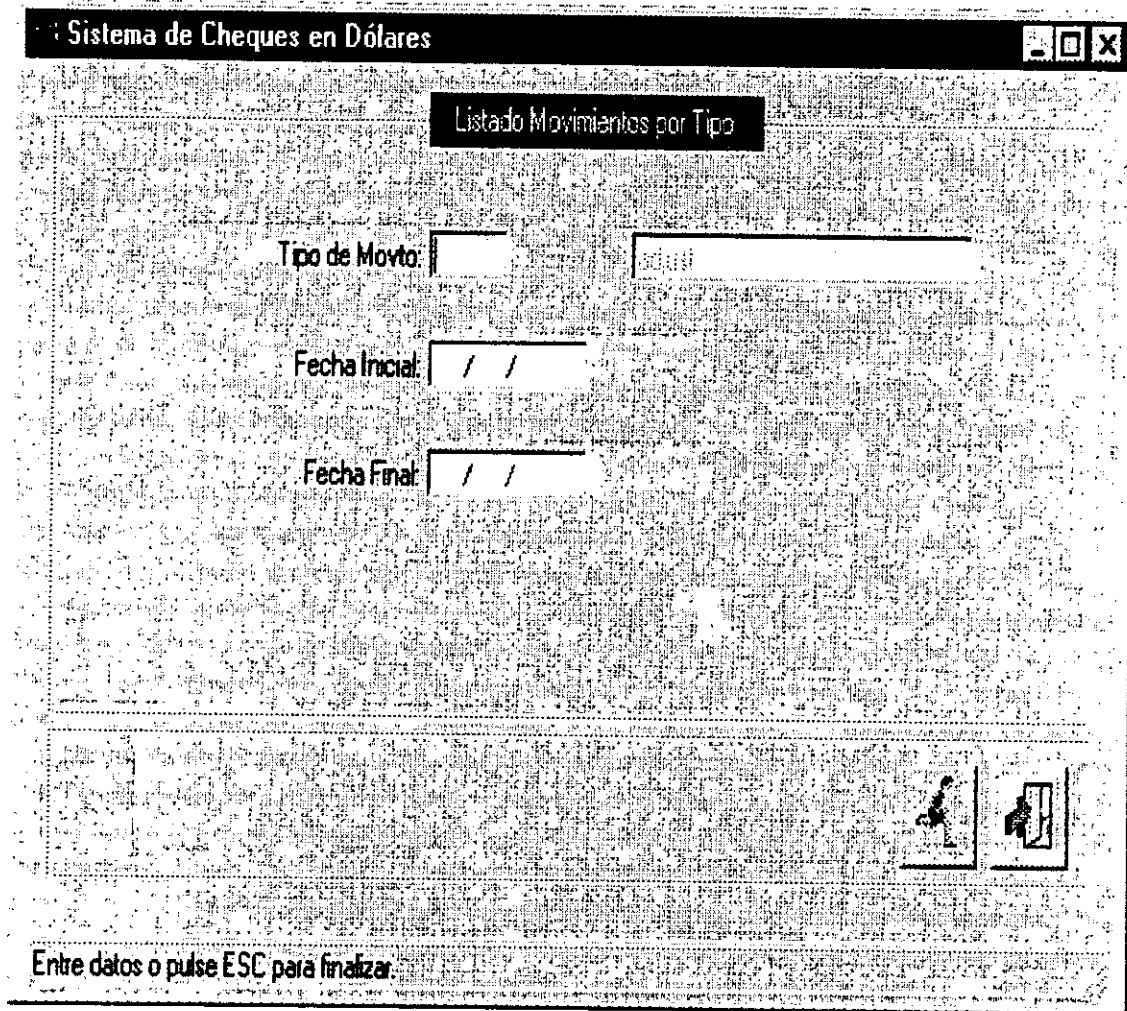 Sistema de Cheques en Dólares
Listado Movimientos por Tipo
Tipo de Movto:
Fecha Inicial: / /
Fecha Final: / /
Entre datos o pulse ESC para finalizar.